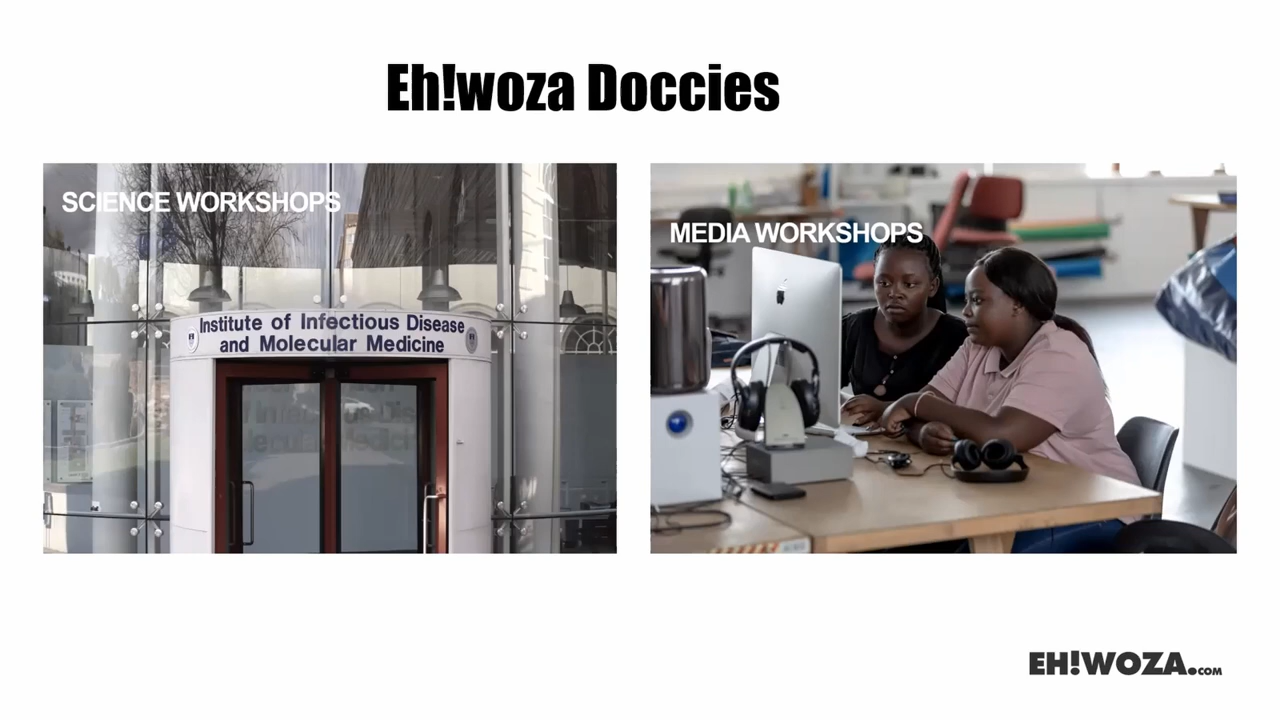 Eh!woza Doccies
SCIENCE WORKSHOPS
Institute of Infectious Disease
and Molecular Medicine
MEDIA WORKSHOPS
EH!WOZA.COM